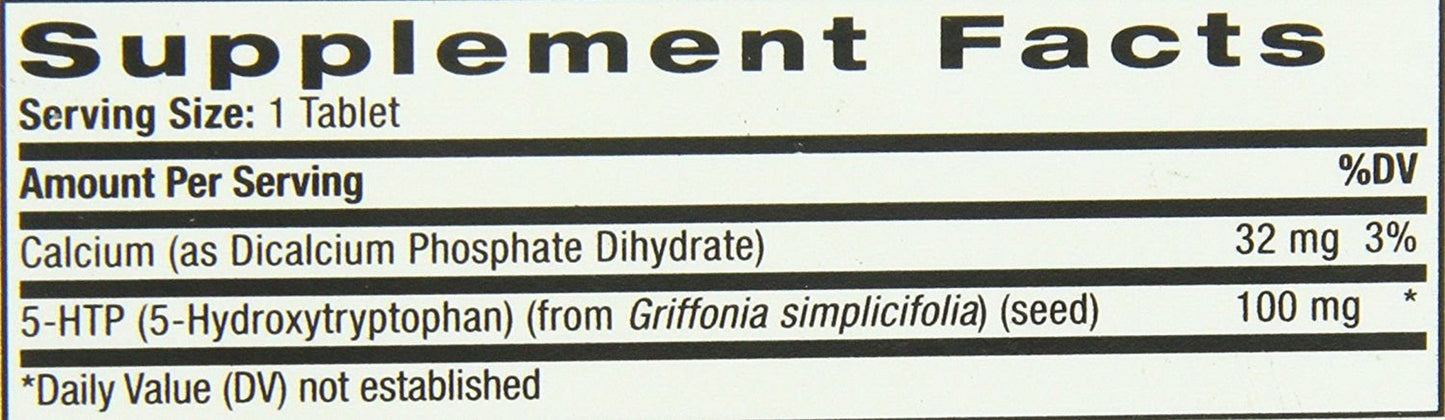 Supplement Facts
Serving Size: 1 Tablet
Amount Per Serving %DV
Calcium (as Dicalcium Phosphate Dihydrate) 32 mg 3%
5-HTP (5-Hydroxytryptophan) (from Griffonia simplicifolia) (seed) 100 mg *
*Daily Value (DV) not established